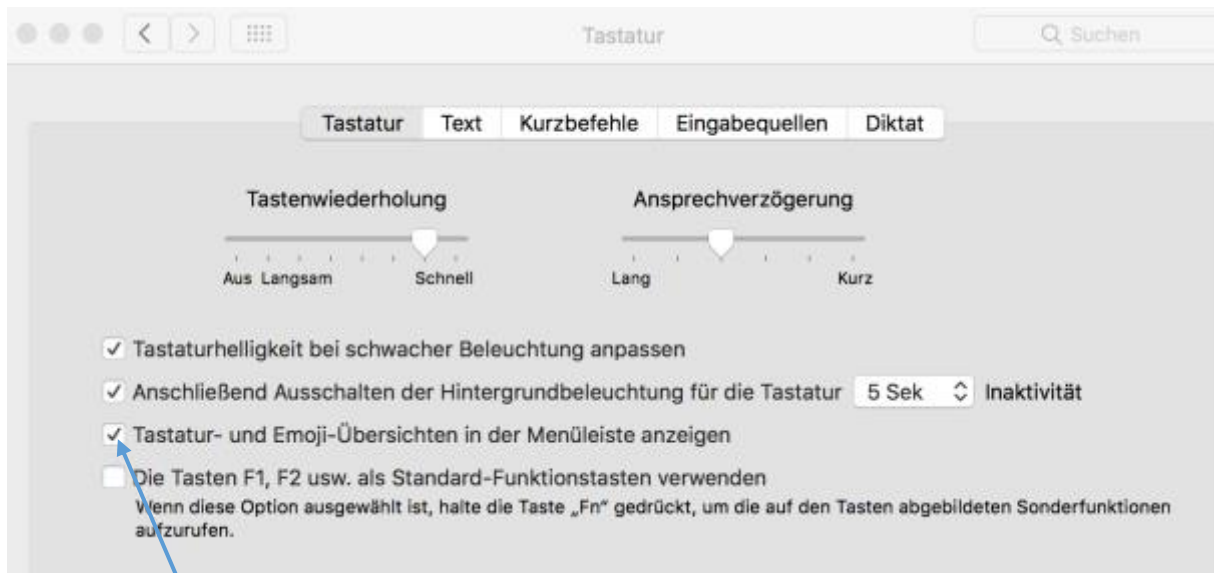 Tastatur
Suchen
Tastatur Text Kurzbefehle Eingabequellen Diktat
Tastenwiederholung Ansprechverzögerung
Aus Langsam Schnell Lang Kurz
Tastaturhelligkeit bei schwacher Beleuchtung anpassen
Anschließend Ausschalten der Hintergrundbeleuchtung für die Tastatur 5 Sek Inaktivität
Tastatur- und Emoji-Übersichten in der Menüleiste anzeigen
Die Tasten F1, F2 usw. als Standard-Funktionstasten verwenden
Wenn diese Option ausgewählt ist, halte die Taste „Fn“ gedrückt, um die auf den Tasten abgebildeten Sonderfunktionen
aufzurufen.